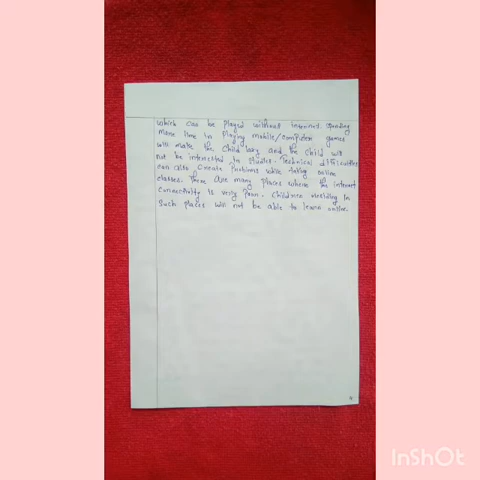 which can be played without internet. Spending
more time in playing mobile/computer games
will make the child lazy and the child will
not be interested in studies. Technical difficulties
can also create problems while taking online
classes. There are many places where the internet
connectivity is very poor. Children residing in
such places will not be able to learn online.
InShOt